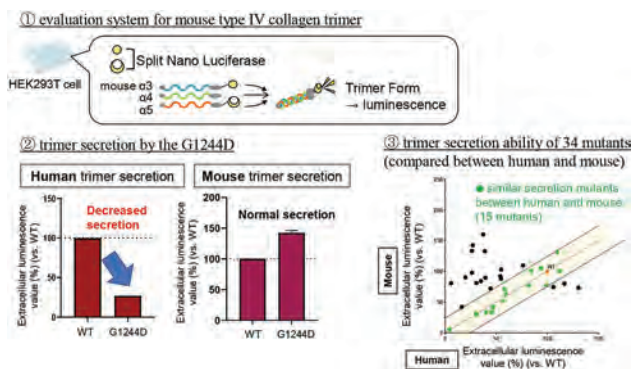 ① evaluation system for mouse type IV collagen trimer
HEK293T cell
Split Nano Luciferase
mouse α3
α4
α5
Trimer Form
→ luminescence
② trimer secretion by the G1244D
Human trimer secretion
Mouse trimer secretion
Extracellular luminescence
value (%) (vs. WT)
150
100
50
0
Decreased
secretion
WT G1244D
Extracellular luminescence
value (%) (vs. WT)
200
150
100
50
0
Normal secretion
WT G1244D
③ trimer secretion ability of 34 mutants
(compared between human and mouse)
Mouse
Extracellular luminescence
value (%) (vs. WT)
100
50
0
similar secretion mutants
between human and mouse
(15 mutants)
WT
Human
Extracellular luminescence
value (%) (vs. WT)